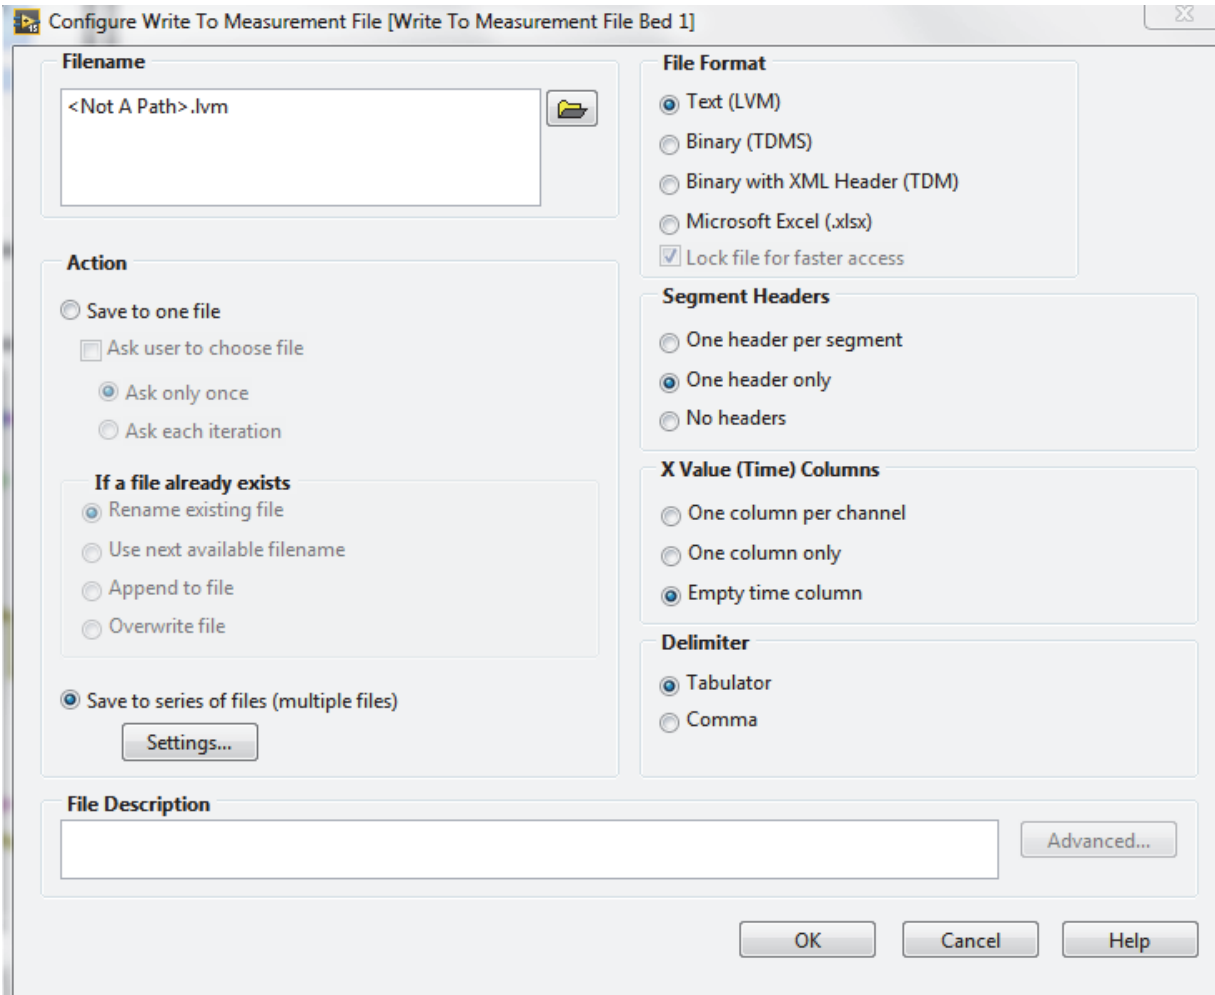 Configure Write To Measurement File [Write To Measurement File Bed 1]
Filename
<Not A Path>.lvm
Action
Save to one file
Ask user to choose file
Ask only once
Ask each iteration
If a file already exists
Rename existing file
Use next available filename
Append to file
Overwrite file
Save to series of files (multiple files)
Settings...
File Format
Text (LVM)
Binary (TDMS)
Binary with XML Header (TDM)
Microsoft Excel (.xlsx)
Lock file for faster access
Segment Headers
One header per segment
One header only
No headers
X Value (Time) Columns
One column per channel
One column only
Empty time column
Delimiter
Tabulator
Comma
File Description
Advanced...
OK
Cancel
Help